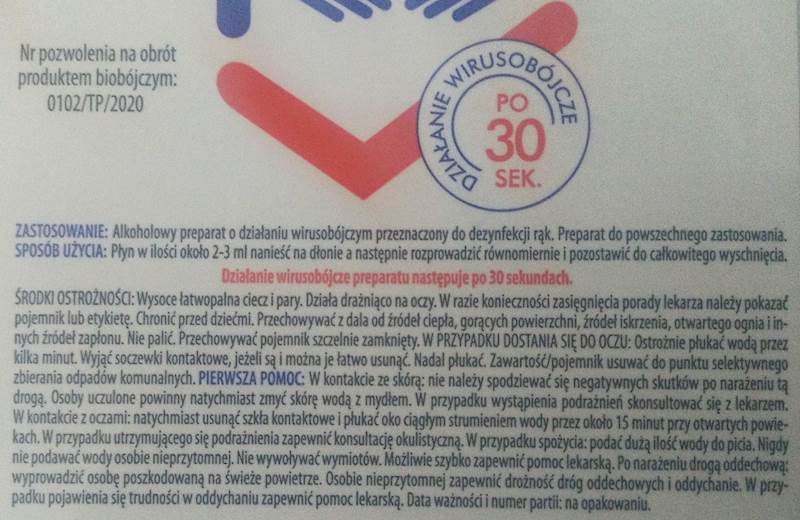 Nr pozwolenia na obrót
produktem biobójczym:
0102/TP/2020
DZIAŁANIE WIRUSOBÓJCZE
PO
30
SEK.
ZASTOSOWANIE: Alkoholowy preparat o działaniu wirusobójczym przeznaczony do dezynfekcji rąk. Preparat do powszechnego zastosowania.
SPOSÓB UŻYCIA: Płyn w ilości około 2-3 ml nanieść na dłonie a następnie rozprowadzić równomiernie i pozostawić do całkowitego wyschnięcia.
Działanie wirusobójcze preparatu następuje po 30 sekundach.
ŚRODKI OSTROŻNOŚCI: Wysoce łatwopalna ciecz i pary. Działa drażniąco na oczy. W razie konieczności zasięgnięcia porady lekarza należy pokazać
pojemnik lub etykietę. Chronić przed dziećmi. Przechowywać z dala od źródeł ciepła, gorących powierzchni, źródeł iskrzenia, otwartego ognia i in-
nych źródeł zapłonu. Nie palić. Przechowywać pojemnik szczelnie zamknięty. W PRZYPADKU DOSTANIA SIĘ DO OCZU: Ostrożnie płukać wodą przez
kilka minut. Wyjąć soczewki kontaktowe, jeżeli są i można je łatwo usunąć. Nadal płukać. Zawartość/pojemnik usuwać do punktu selektywnego
zbierania odpadów komunalnych. PIERWSZA POMOC: W kontakcie ze skórą: nie należy spodziewać się negatywnych skutków po narażeniu tą
drogą. Osoby uczulone powinny natychmiast zmyć skórę wodą z mydłem. W przypadku wystąpienia podrażnień skonsultować się z lekarzem.
W kontakcie z oczami: natychmiast usunąć szkła kontaktowe i płukać oko ciągłym strumieniem wody przez około 15 minut przy otwartych powie-
kach. W przypadku utrzymującego się podrażnienia zapewnić konsultację okulistyczną. W przypadku spożycia: podać dużą ilość wody do picia. Nigdy
nie podawać wody osobie nieprzytomnej. Nie wywoływać wymiotów. Możliwie szybko zapewnić pomoc lekarską. Po narażeniu drogą oddechową:
wyprowadzić osobę poszkodowaną na świeże powietrze. Osobie nieprzytomnej zapewnić drożność dróg oddechowych i oddychanie. W przy-
padku pojawienia się trudności w oddychaniu zapewnić pomoc lekarską. Data ważności i numer partii: na opakowaniu.